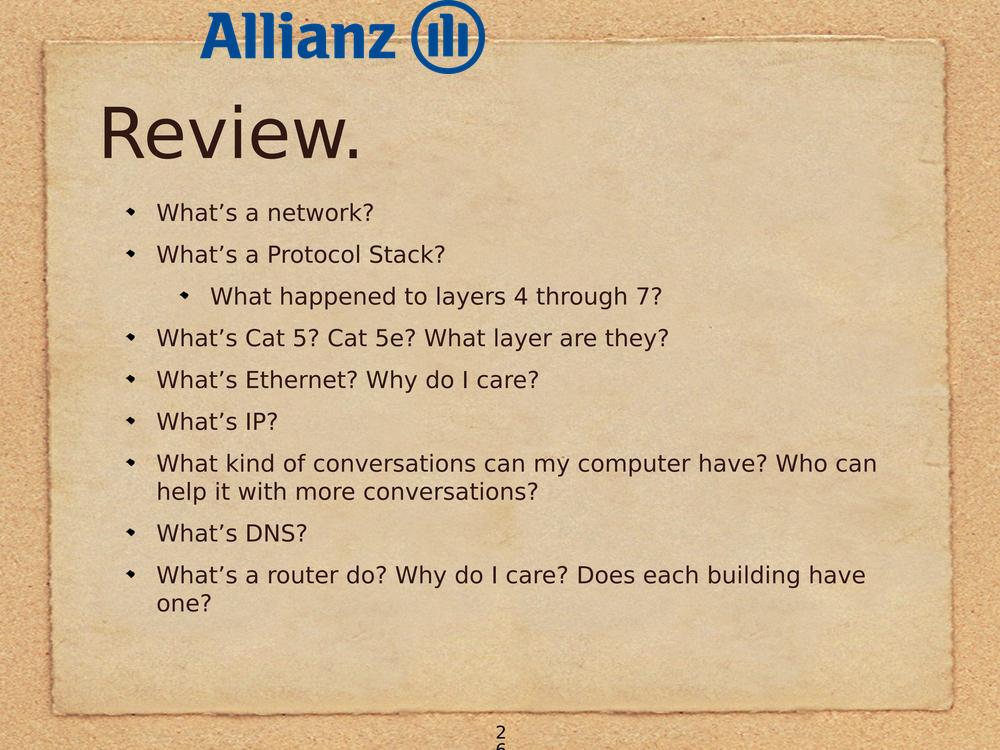 Allianz
Review.
What’s a network?
What’s a Protocol Stack?
What happened to layers 4 through 7?
What’s Cat 5? Cat 5e? What layer are they?
What’s Ethernet? Why do I care?
What’s IP?
What kind of conversations can my computer have? Who can
help it with more conversations?
What’s DNS?
What’s a router do? Why do I care? Does each building have
one?
2
6